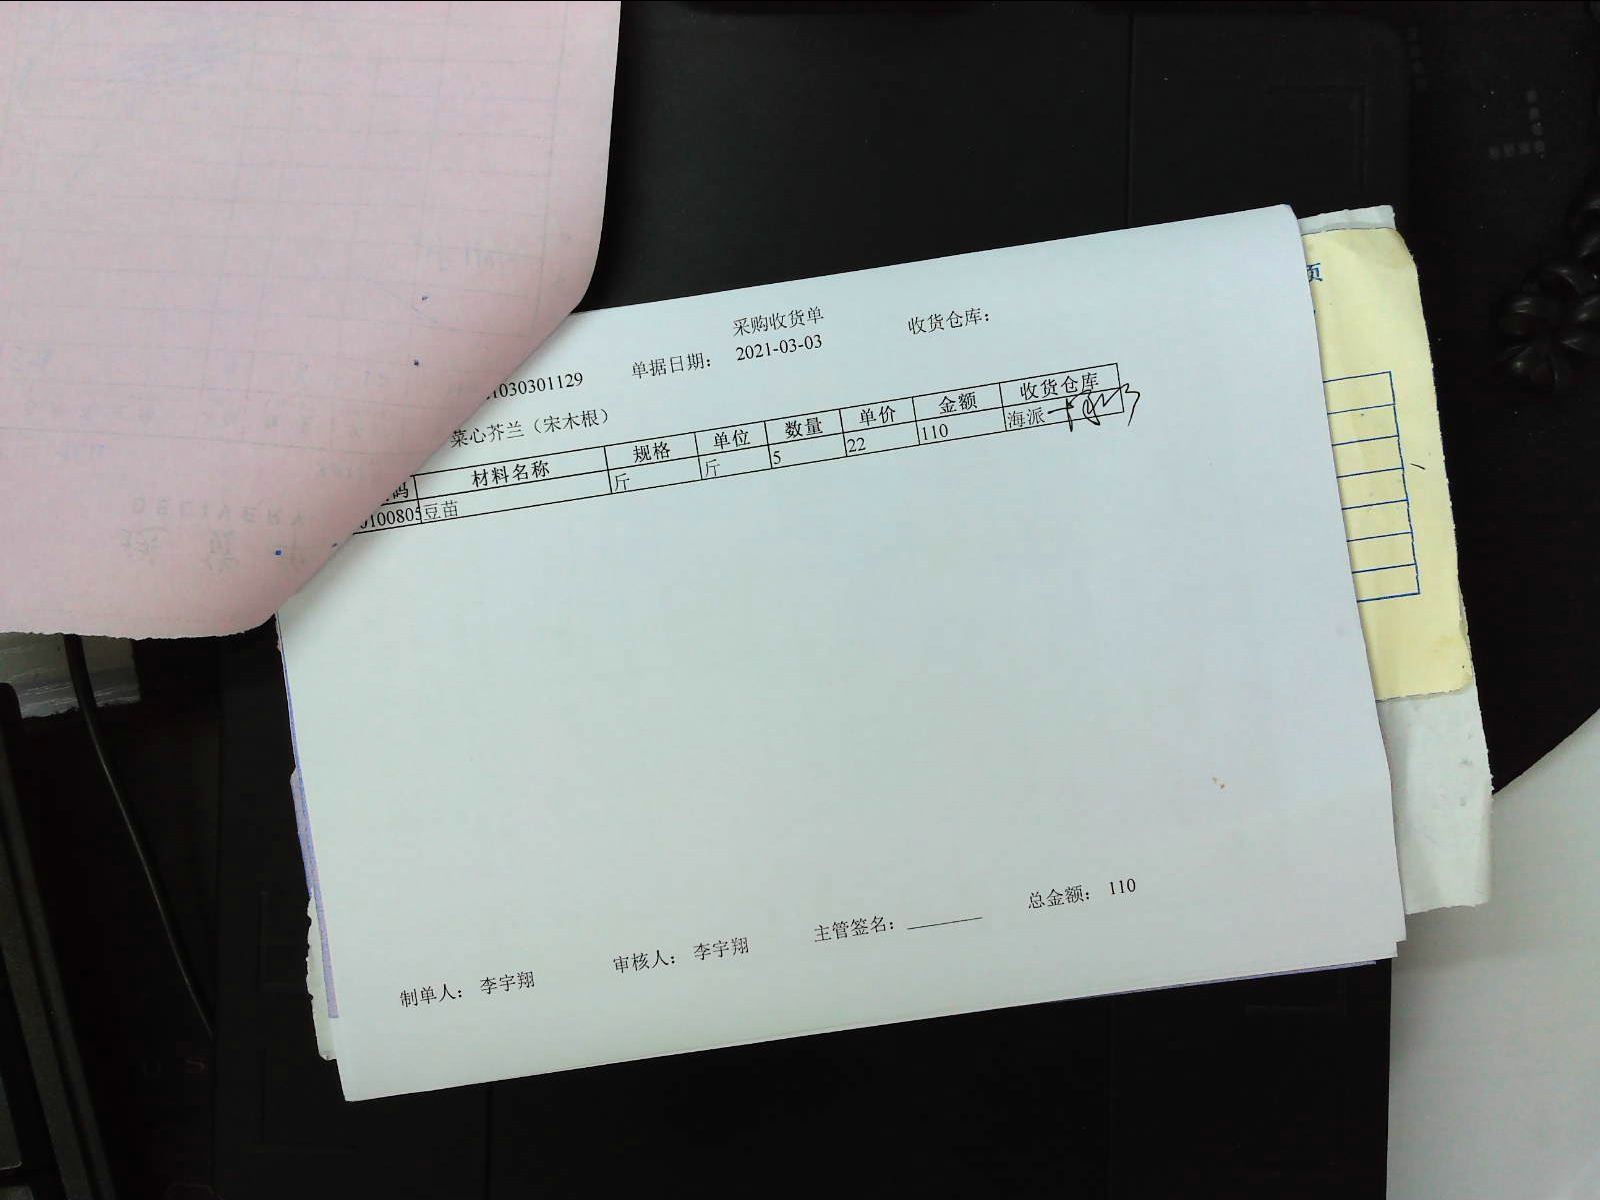 采购收货单
1030301129 单据日期： 2021-03-03 收货仓库：
菜心芥兰（宋木根）
码 材料名称 规格 单位 数量 单价 金额 收货仓库
0100805 豆苗 斤 斤 5 22 110 海派
总金额： 110
制单人： 李宇翔 审核人： 李宇翔 主管签名：
DELIVERY
页